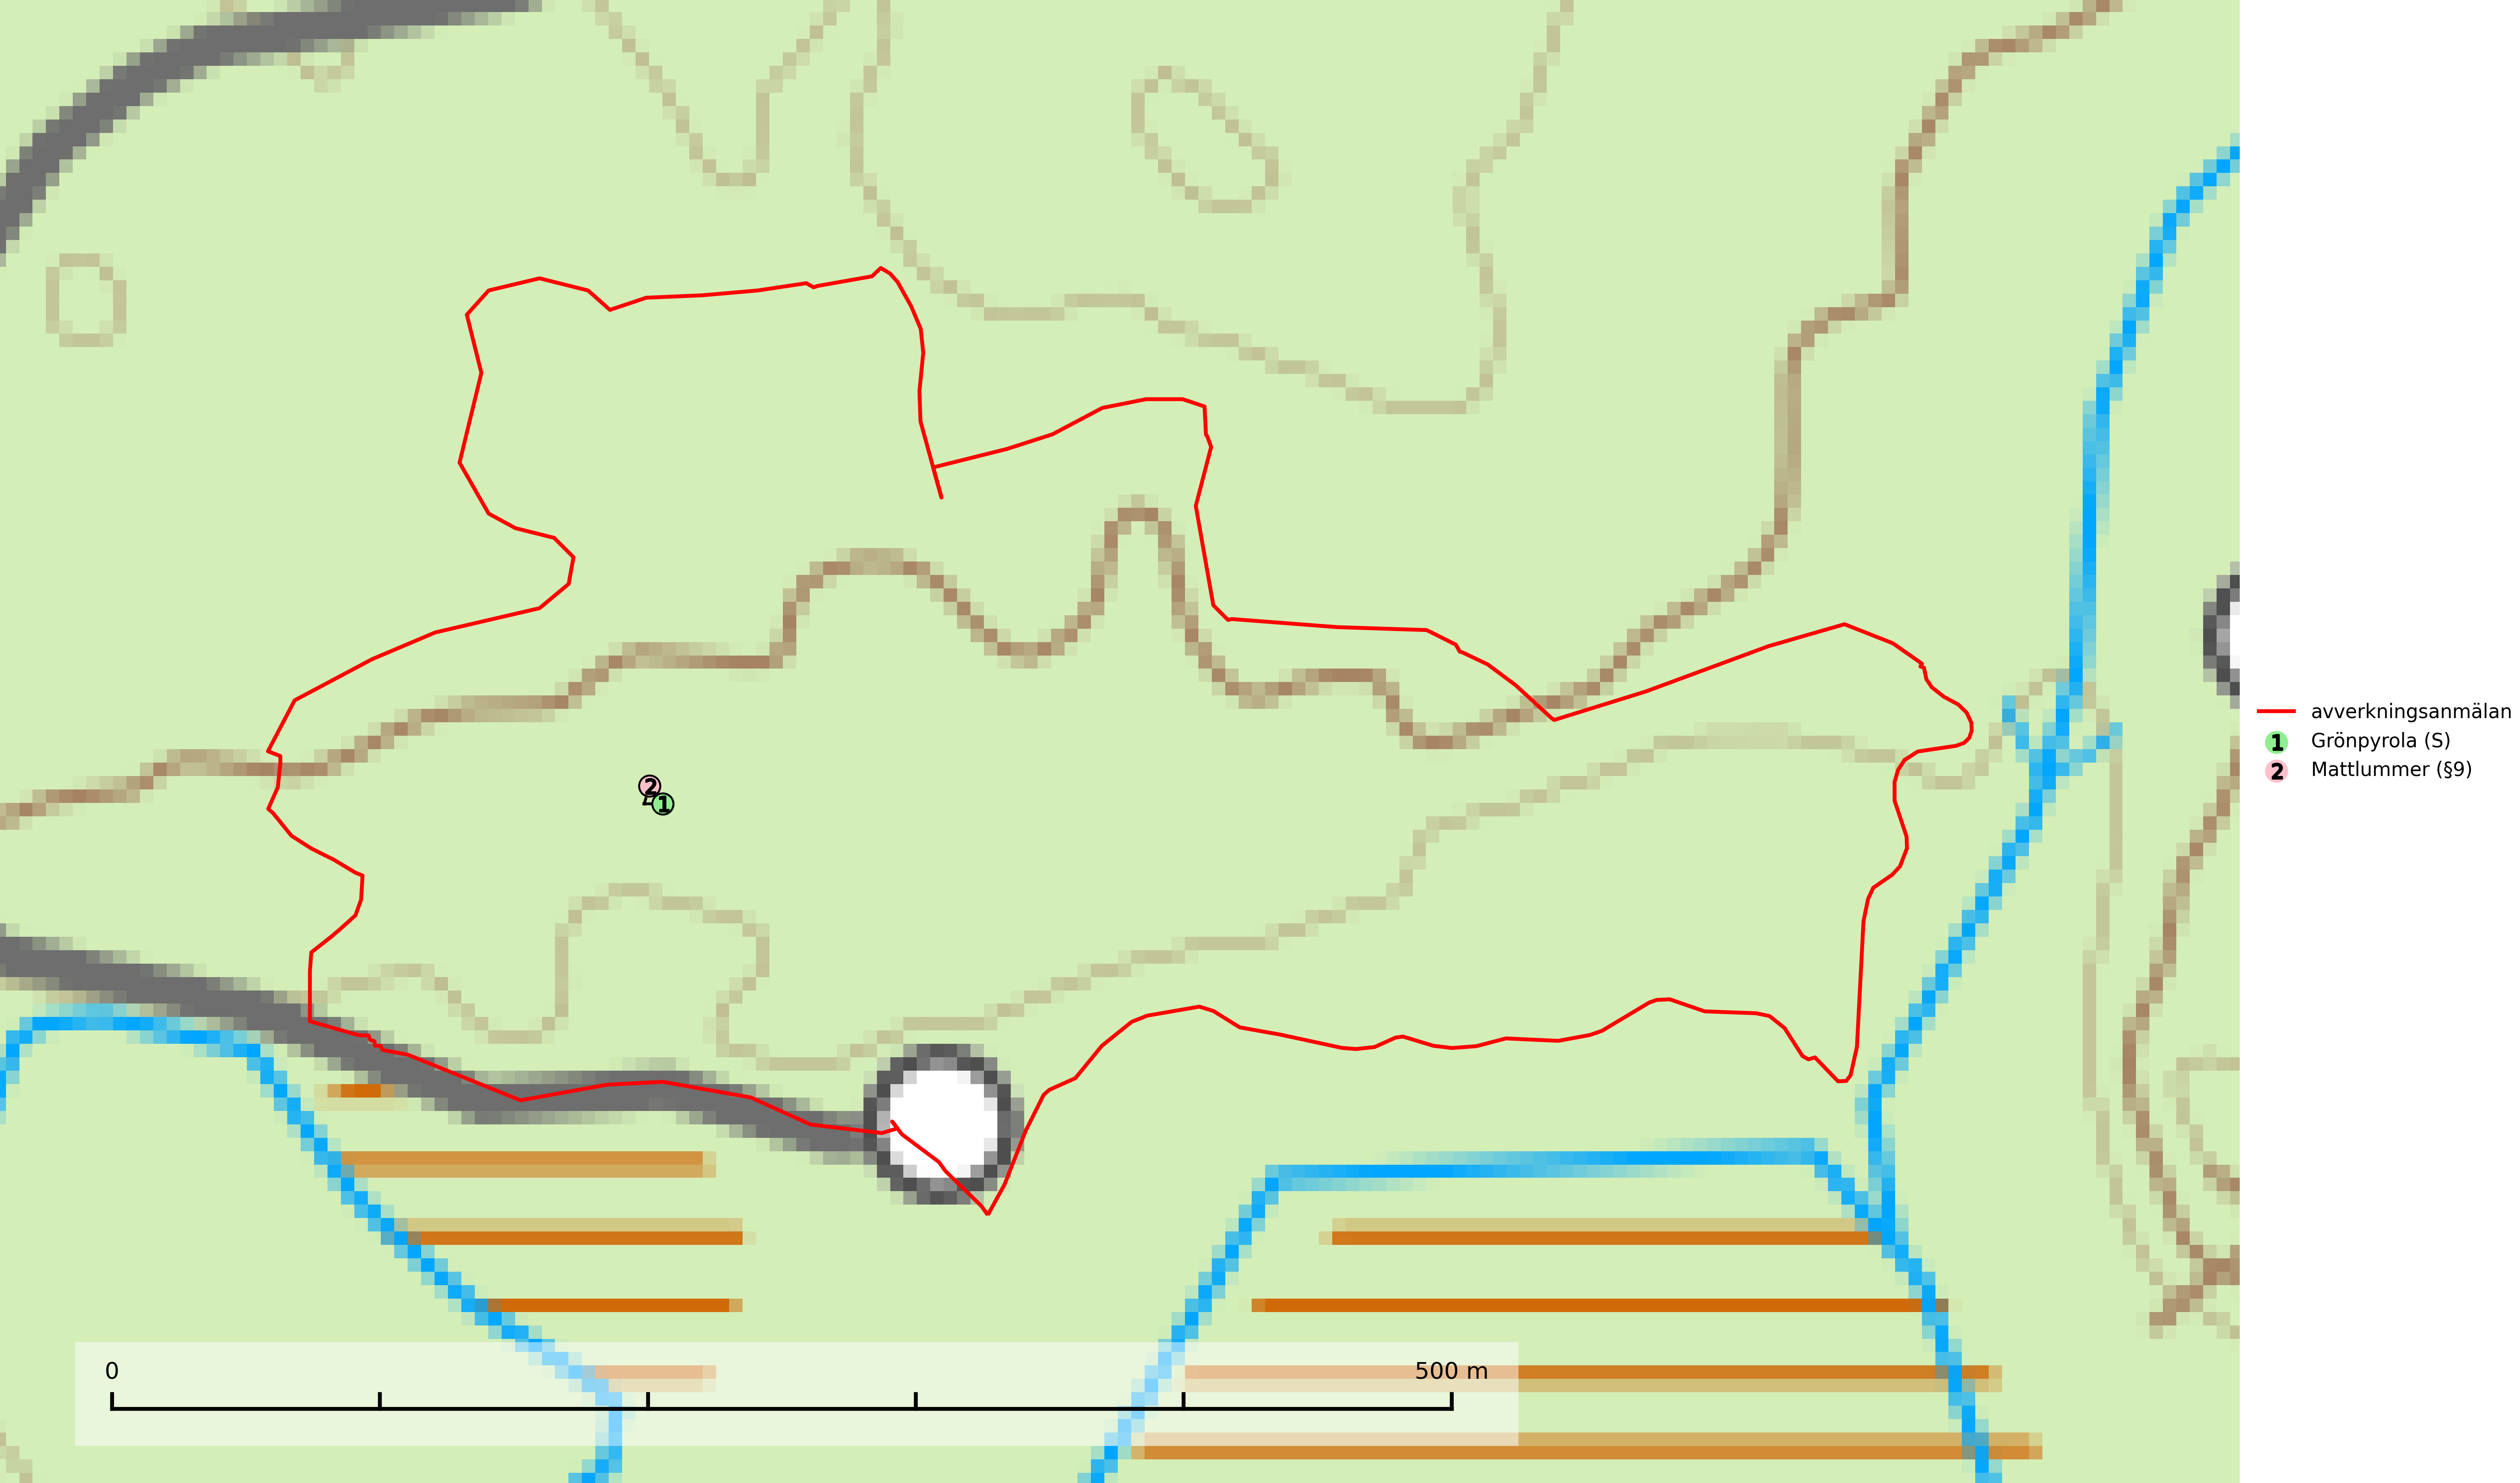 2
1
avverkningsanmälan
1 Grönpyrola (S)
2 Mattlummer (§9)
0 500 m